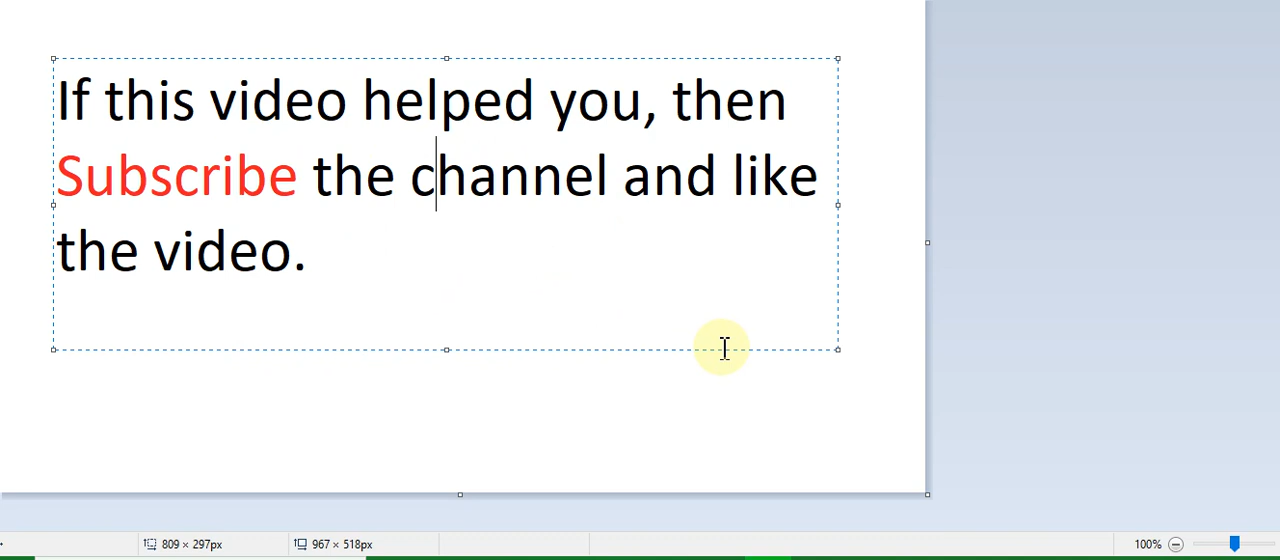 If this video helped you, then
Subscribe the channel and like
the video.
809 × 297px
967 × 518px
100%